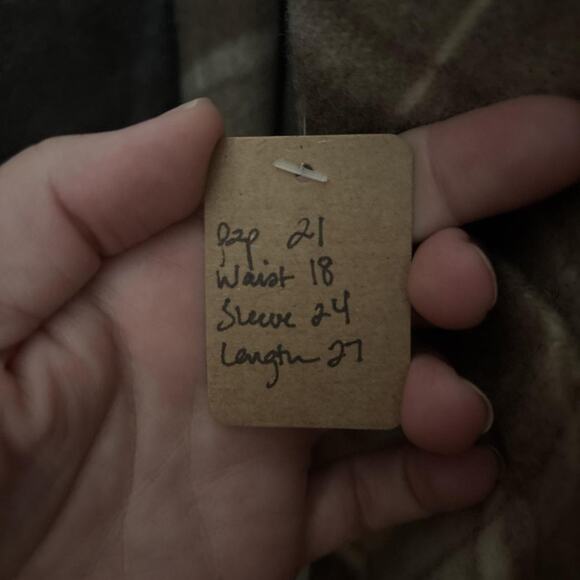 p2p 21
Waist 18
Sleeve 24
Length 27